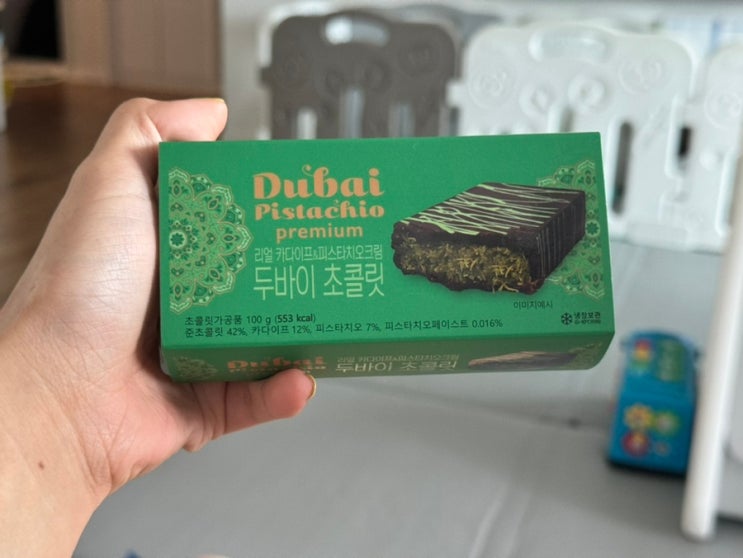 Dubai
Pistachio
premium
리얼 카다이프&피스타치오크림
두바이 초콜릿
이미지예시
초콜릿가공품 100 g (553 kcal)
준초콜릿 42%, 카다이프 12%, 피스타치오 7%, 피스타치오페이스트 0.016%
냉장보관
Dubai
리얼 카다이프&피스타치오크림
두바이 초콜릿